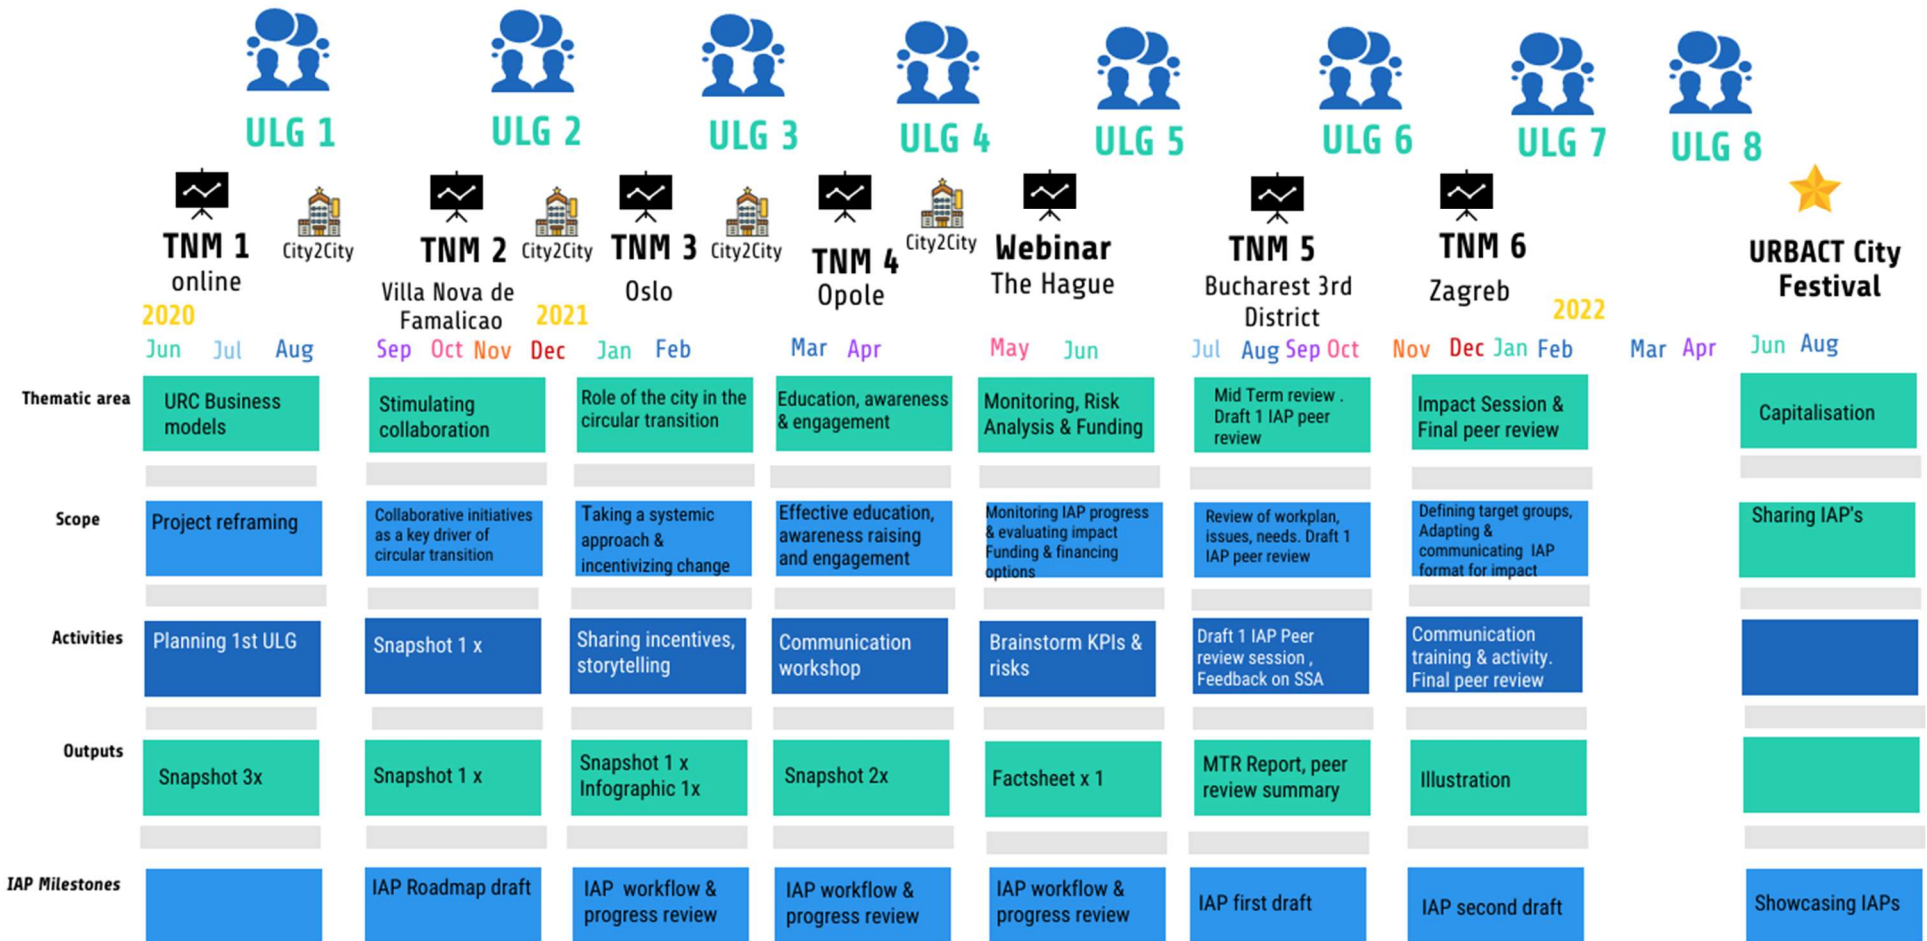 ULG 1
ULG 2
ULG 3
ULG 4
ULG 5
ULG 6
ULG 7
ULG 8
TNM 1
online
City2City
TNM 2
Villa Nova de
Famalicao
City2City
TNM 3
Oslo
City2City
TNM 4
Opole
City2City
Webinar
The Hague
TNM 5
Bucharest 3rd
District
TNM 6
Zagreb
URBACT City
Festival
2020
2021
2022
Jun Jul Aug
Sep Oct Nov Dec Jan Feb
Mar Apr
May Jun
Jul Aug Sep Oct
Nov Dec Jan Feb
Mar Apr
Jun Aug
Thematic area
URC Business
models
Stimulating
collaboration
Role of the city in the
circular transition
Education, awareness
& engagement
Monitoring, Risk
Analysis & Funding
Mid Term review .
Draft 1 IAP peer
review
Impact Session &
Final peer review
Capitalisation
Scope
Project reframing
Collaborative initiatives
as a key driver of
circular transition
Taking a systemic
approach &
incentivizing change
Effective education,
awareness raising
and engagement
Monitoring IAP progress
& evaluating impact
Funding & financing
options
Review of workplan,
issues, needs. Draft 1
IAP peer review
Defining target groups,
Adapting &
communicating IAP
format for impact
Sharing IAP's
Activities
Planning 1st ULG
Snapshot 1 x
Sharing incentives,
storytelling
Communication
workshop
Brainstorm KPIs &
risks
Draft 1 IAP Peer
review session ,
Feedback on SSA
Communication
training & activity.
Final peer review
Outputs
Snapshot 3x
Snapshot 1 x
Snapshot 1 x
Infographic 1x
Snapshot 2x
Factsheet x 1
MTR Report, peer
review summary
Illustration
IAP Milestones
IAP Roadmap draft
IAP workflow &
progress review
IAP workflow &
progress review
IAP workflow &
progress review
IAP first draft
IAP second draft
Showcasing IAPs